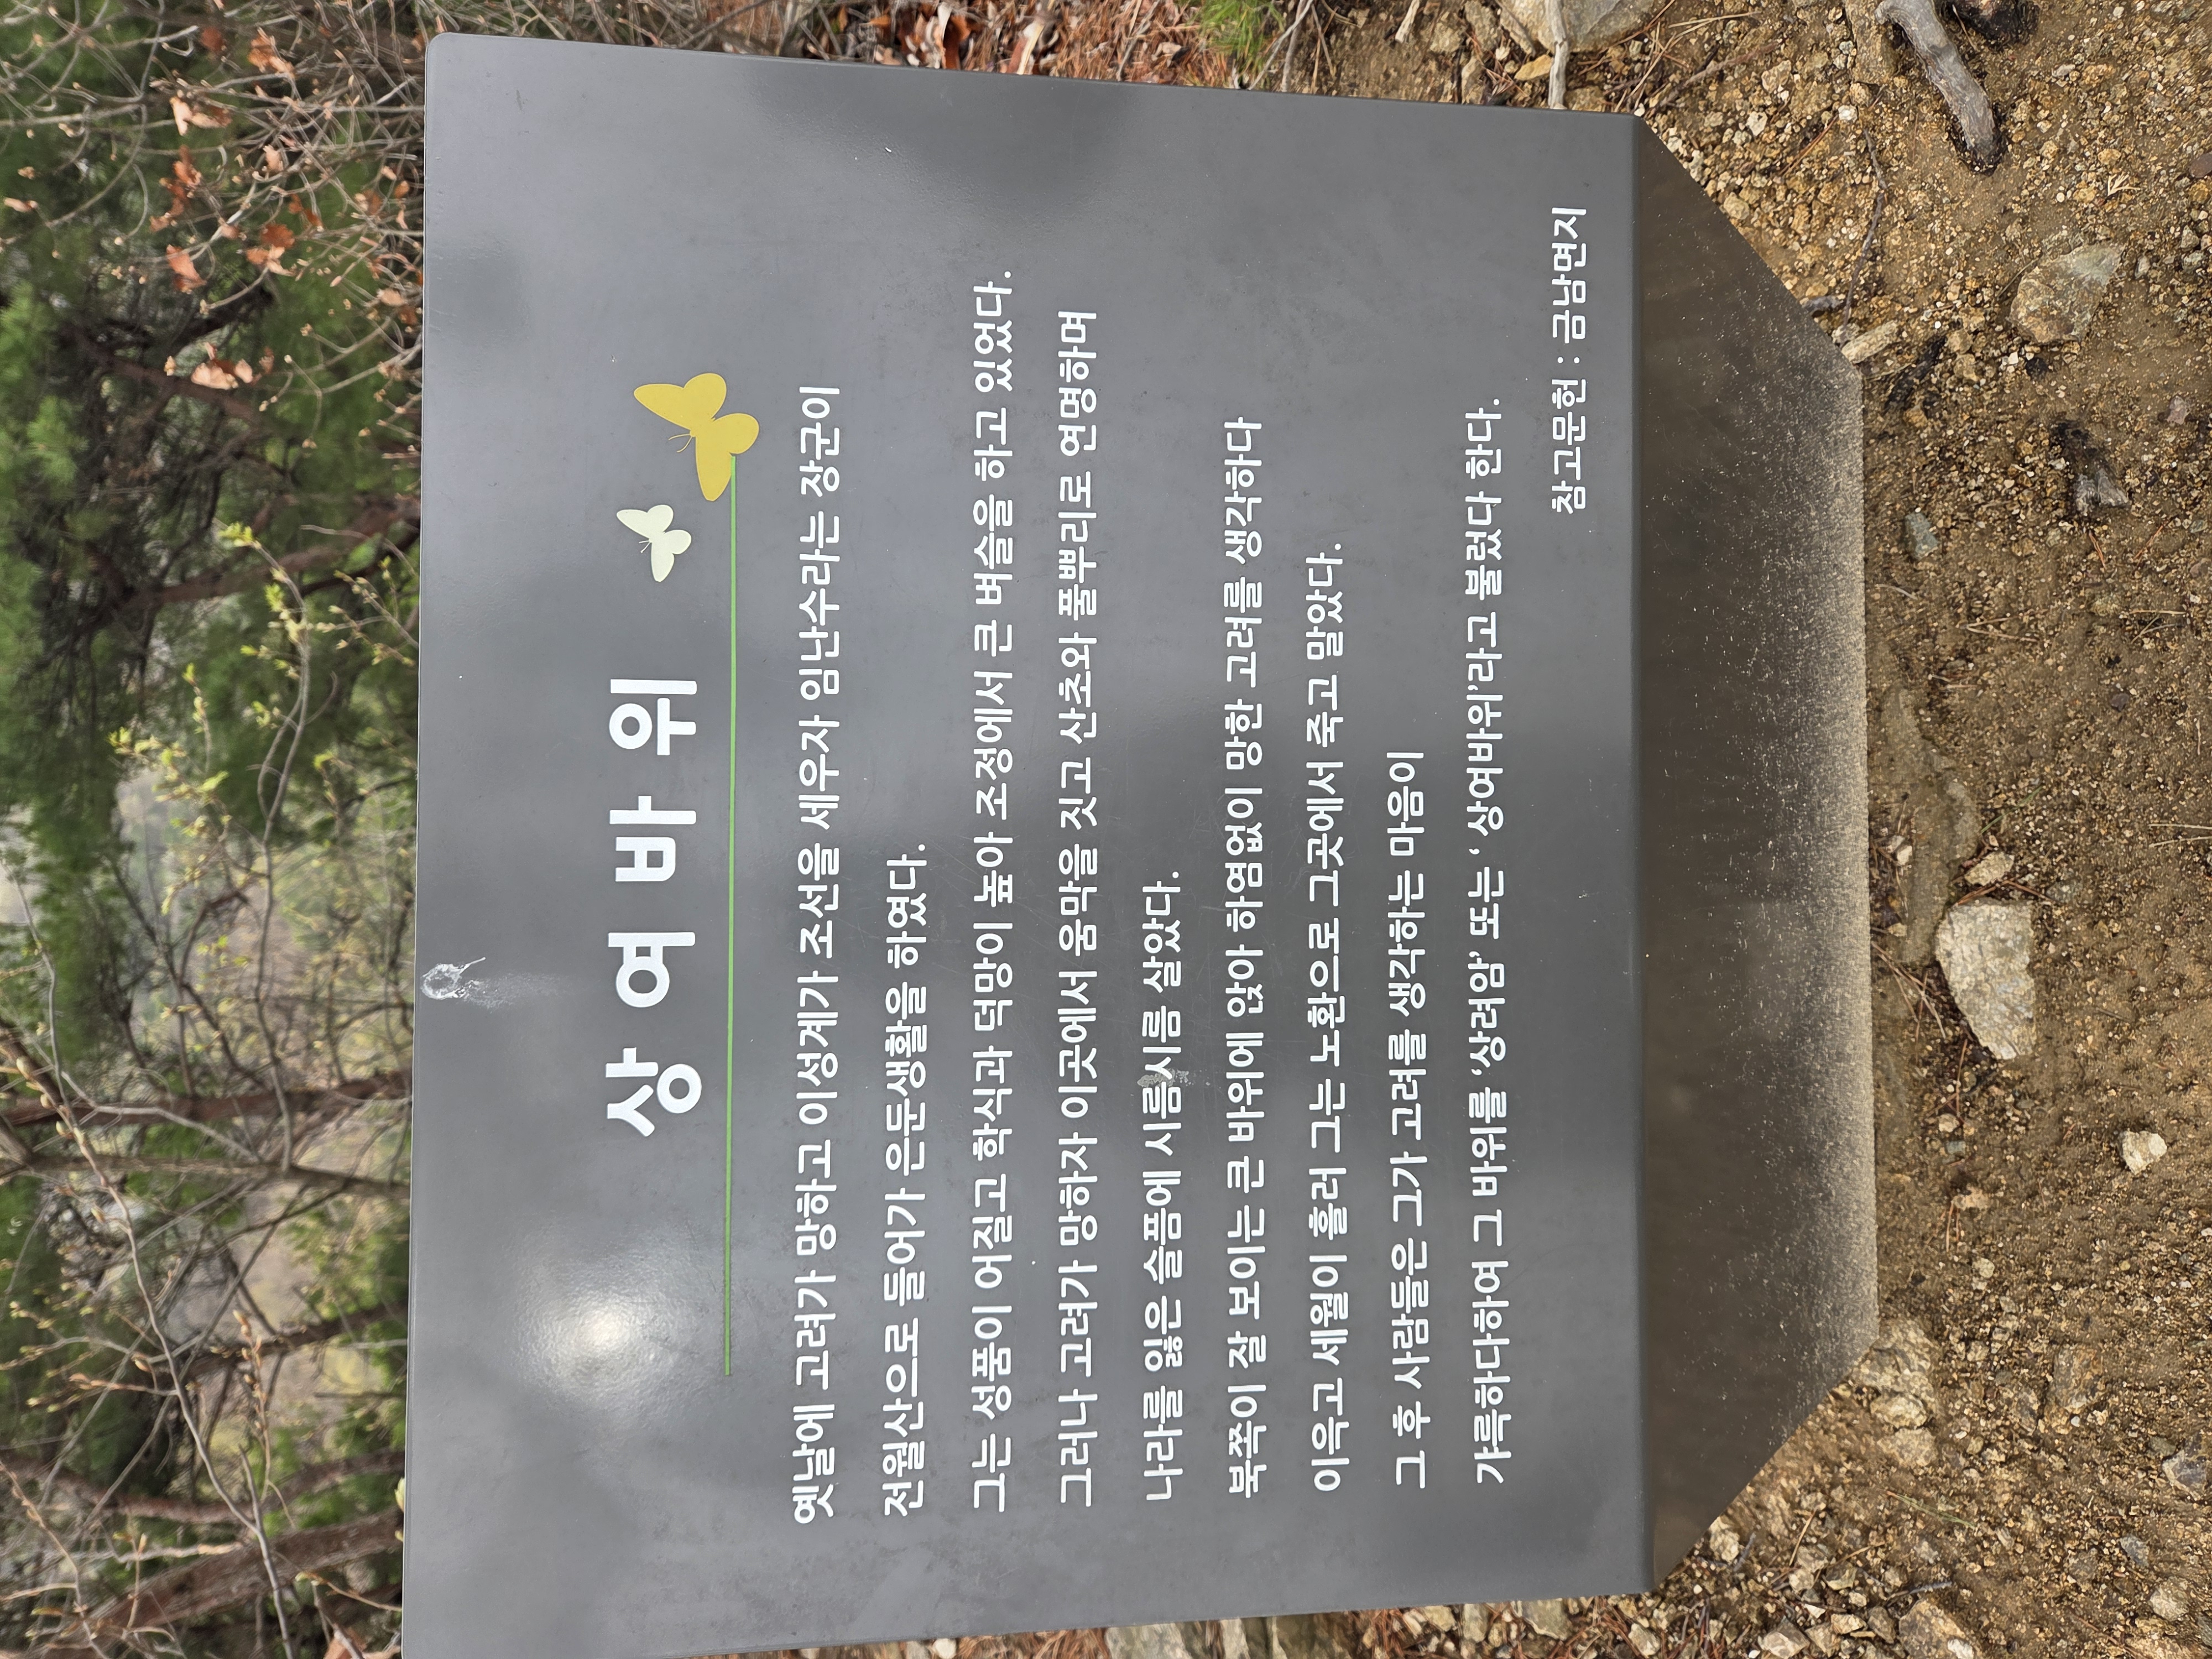 상여바위
옛날에 고려가 망하고 이성계가 조선을 세우자 임난수라는 장군이
전월산으로 들어가 은둔생활을 하였다.
그는 성품이 어질고 학식과 덕망이 높아 조정에서 큰 벼슬을 하고 있었다.
그러나 고려가 망하자 이곳에서 움막을 짓고 산초와 풀뿌리로 연명하며
나라를 잃은 슬픔에 시름시름 살았다.
북쪽이 잘 보이는 큰 바위에 앉아 하염없이 망한 고려를 생각하다
이윽고 세월이 흘러 그는 노환으로 그곳에서 죽고 말았다.
그 후 사람들은 그가 고려를 생각하는 마음이
갸륵하다하여 그 바위를 ‘상려암’ 또는 ‘ 상여바위’라고 불렀다 한다.
참고문헌 : 금남면지